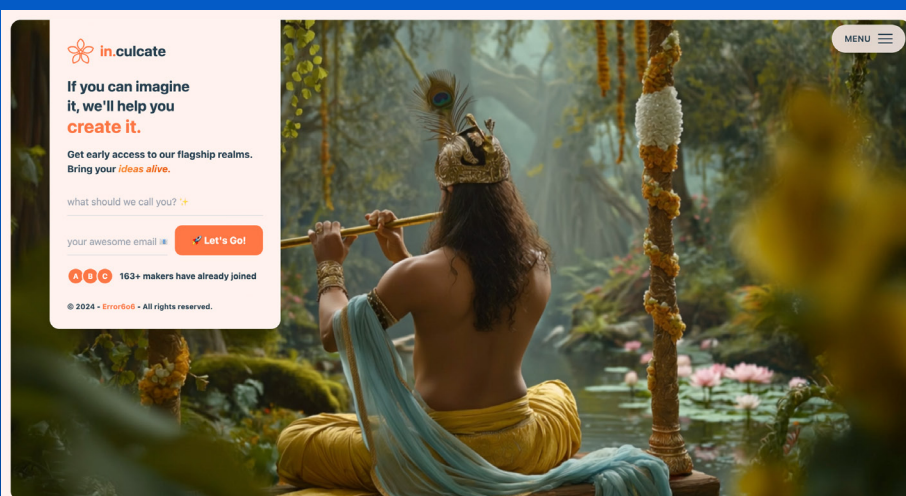 in.culcate
MENU
If you can imagine
it, we'll help you
create it.
Get early access to our flagship realms.
Bring your ideas alive.
what should we call you? ✨
your awesome email 📧
🚀 Let's Go!
A B C 163+ makers have already joined
© 2024 - Error6o6 - All rights reserved.